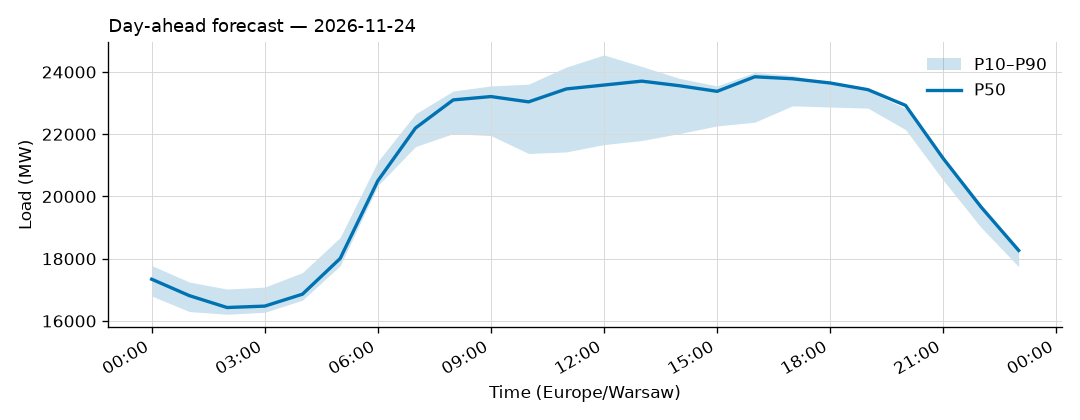 Day-ahead forecast — 2026-11-24
P10–P90
P50
Load (MW)
24000
22000
20000
18000
16000
00:00
03:00
06:00
09:00
12:00
15:00
18:00
21:00
00:00
Time (Europe/Warsaw)